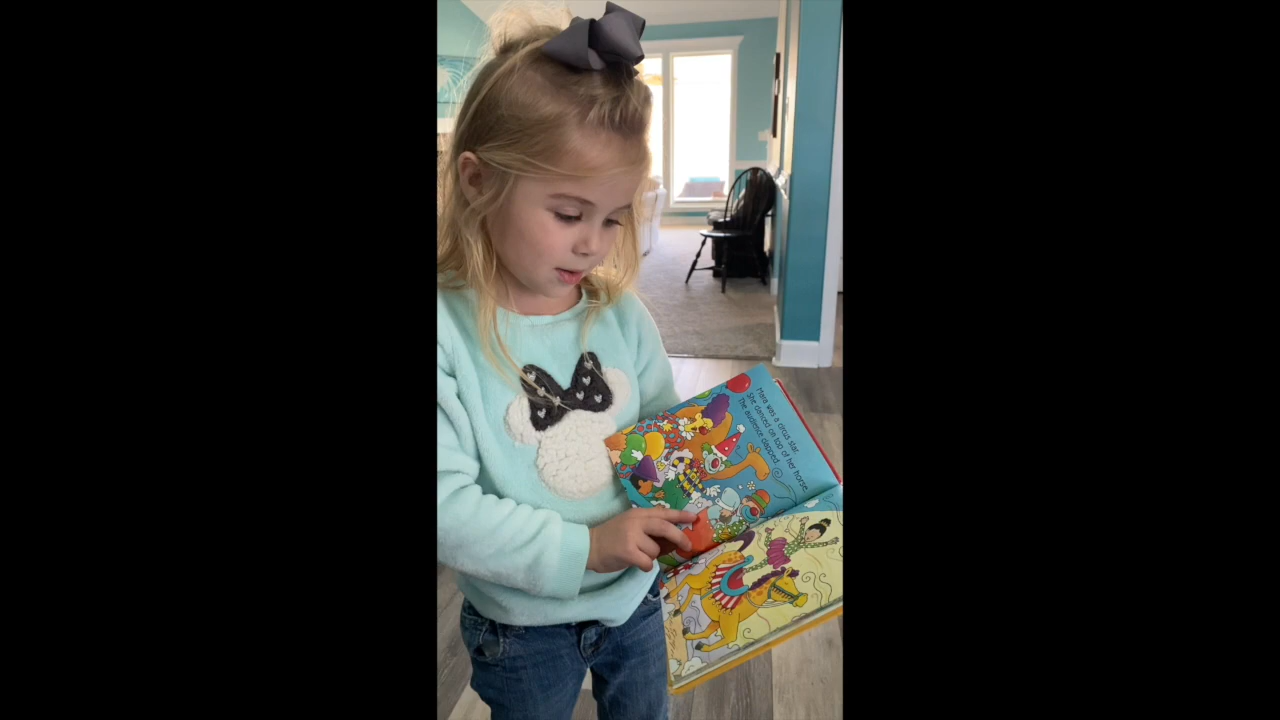 Mara was a circus star.
She danced on top of her horse.
The audience clapped.